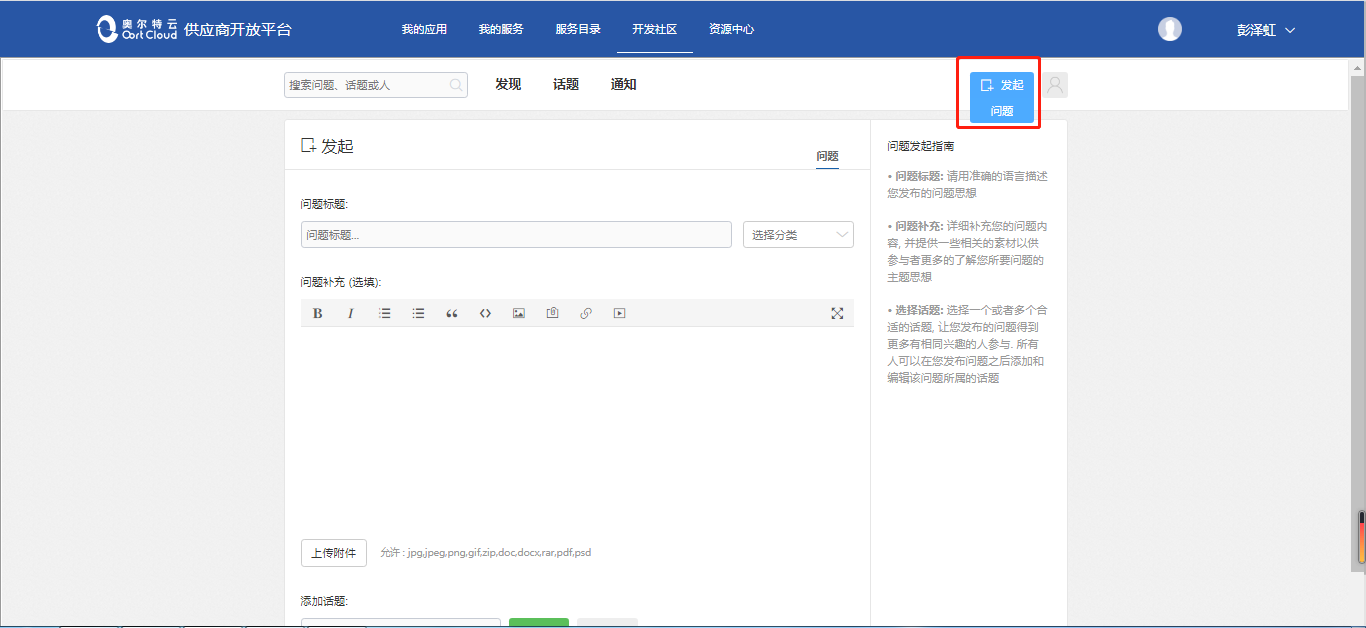 奥尔特云
OortCloud
供应商开放平台
我的应用
我的服务
服务目录
开发社区
资源中心
彭泽虹
搜索问题、话题或人
发现
话题
通知
发起
问题
发起
问题
问题标题:
问题标题...
选择分类
问题补充 (选填):
B
I
上传附件
允许 : jpg,jpeg,png,gif,zip,doc,docx,rar,pdf,psd
添加话题:
问题发起指南
• 问题标题: 请用准确的语言描述
您发布的问题思想
• 问题补充: 详细补充您的问题内
容, 并提供一些相关的素材以供
参与者更多的了解您所要问题的
主题思想
• 选择话题: 选择一个或者多个合
适的话题, 让您发布的问题得到
更多有相同兴趣的人参与. 所有
人可以在您发布问题之后添加和
编辑该问题所属的话题